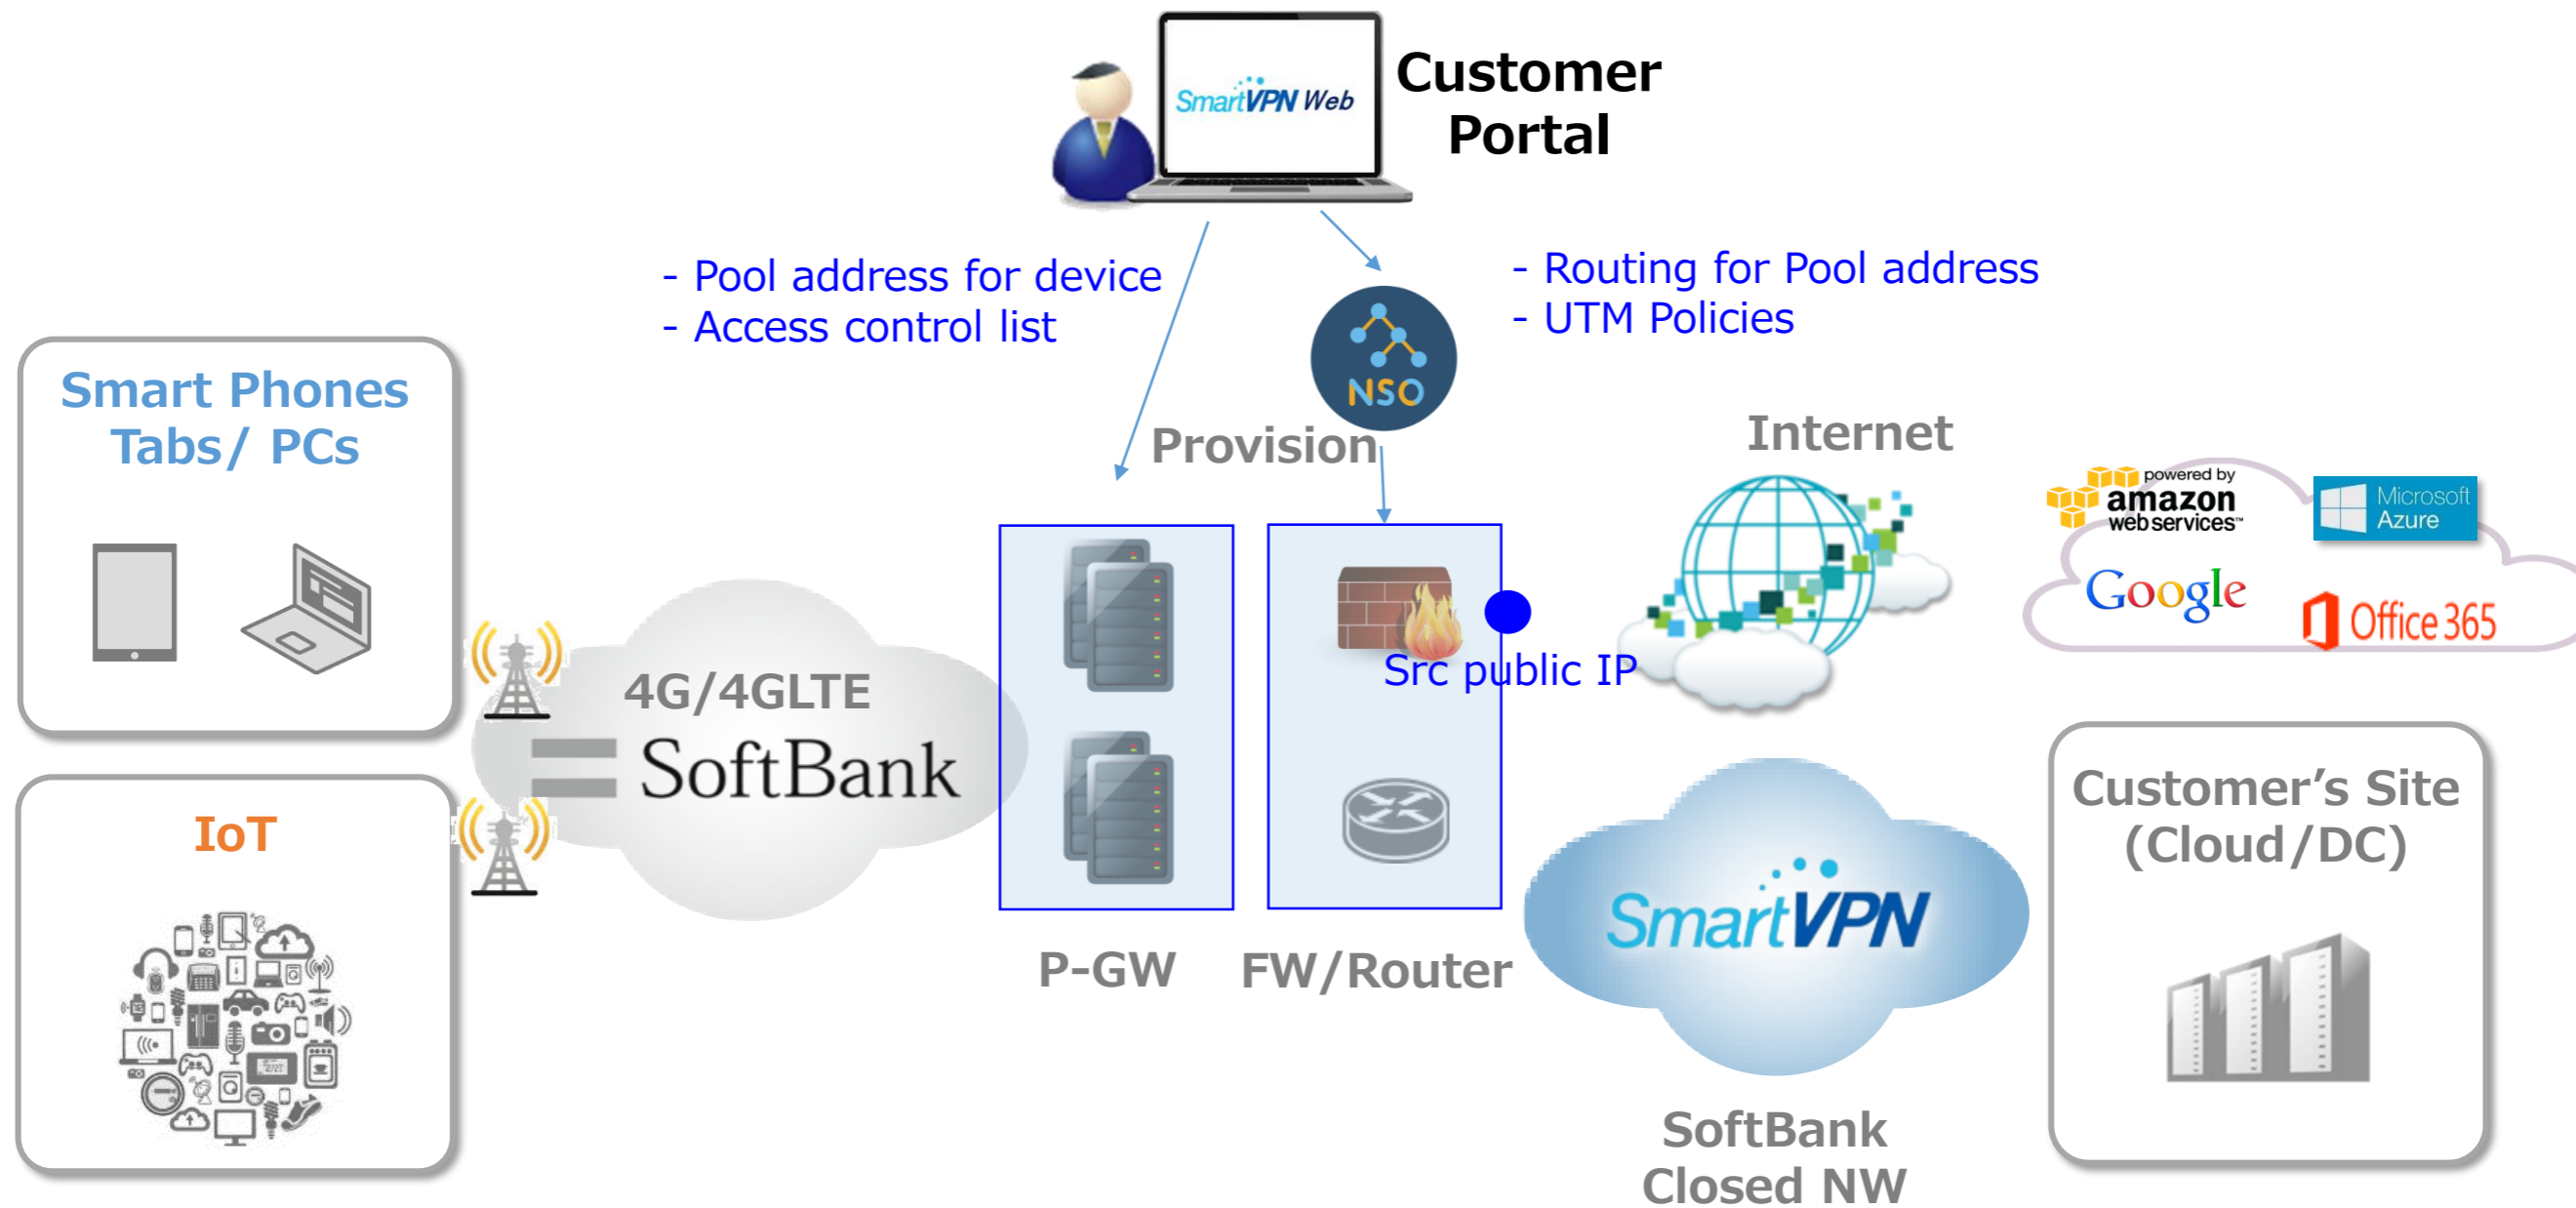 SmartVPN Web
Customer
Portal
- Pool address for device
- Access control list
- Routing for Pool address
- UTM Policies
NSO
Provision
Smart Phones
Tabs/ PCs
IoT
4G/4GLTE
SoftBank
P-GW
FW/Router
Src public IP
Internet
powered by
amazon
web services™
Microsoft
Azure
Google
Office 365
SmartVPN
SoftBank
Closed NW
Customer’s Site
(Cloud/DC)